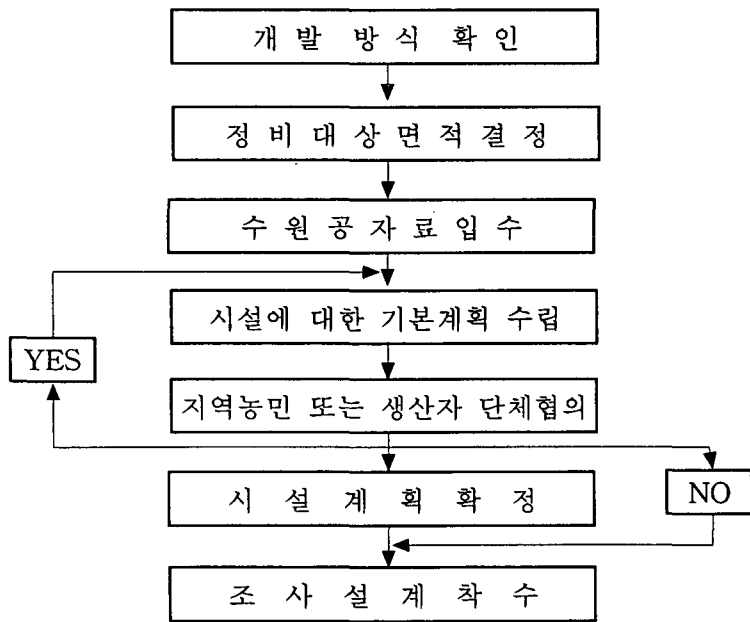 개 발 방 식 확 인
정 비 대 상 면 적 결 정
수 원 공 자 료 입 수
시설에 대한 기본계획 수립
YES
지역농민 또는 생산자 단체협의
시 설 계 획 확 정
NO
조 사 설 계 착 수